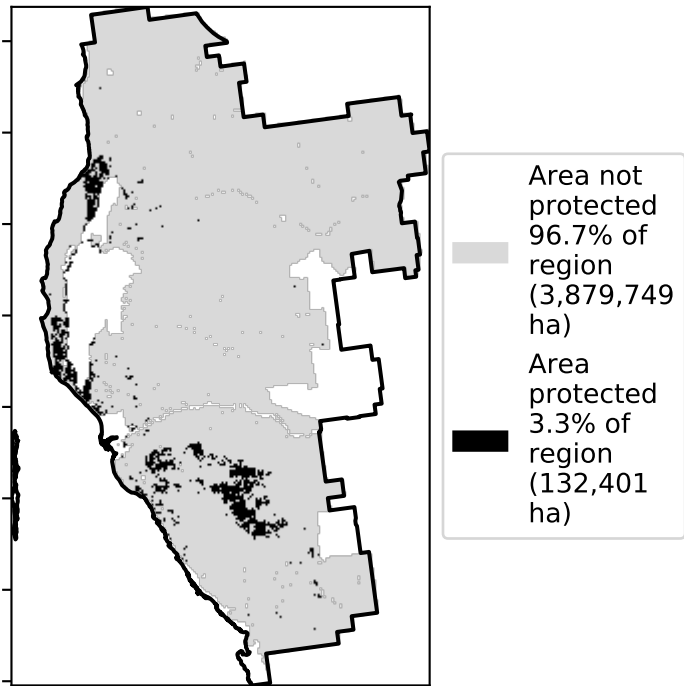 Area not
protected
96.7% of
region
(3,879,749
ha)
Area
protected
3.3% of
region
(132,401
ha)